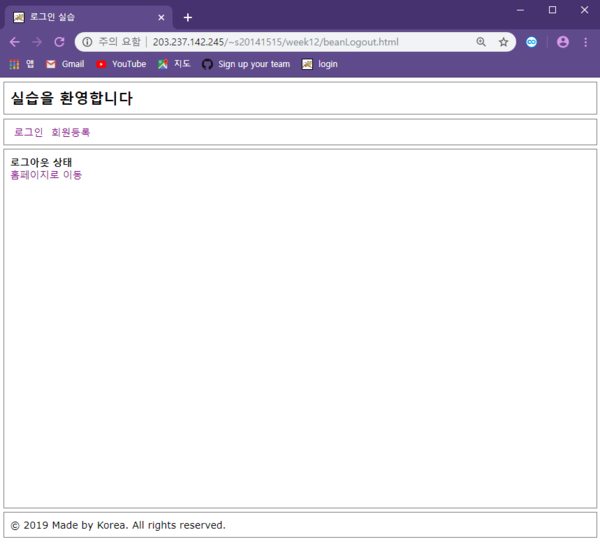 로그인 실습
주의 요함 203.237.142.245/~s20141515/week12/beanLogout.html
앱 Gmail YouTube 지도 Sign up your team login
실습을 환영합니다
로그인 회원등록
로그아웃 상태
홈페이지로 이동
© 2019 Made by Korea. All rights reserved.